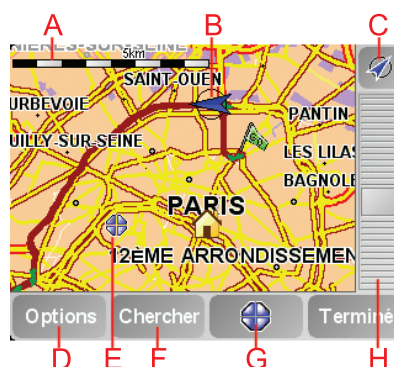 A B C
NIERES-SUR-SEINE
5km
SAINT-OUEN
URBEVOIE
PANTIN
UILLY-SUR-SEINE
LES LILAS
BAGNOLE
PARIS
12ÈME ARRONDISSEMEN
Options Chercher Terminé
D E F G H